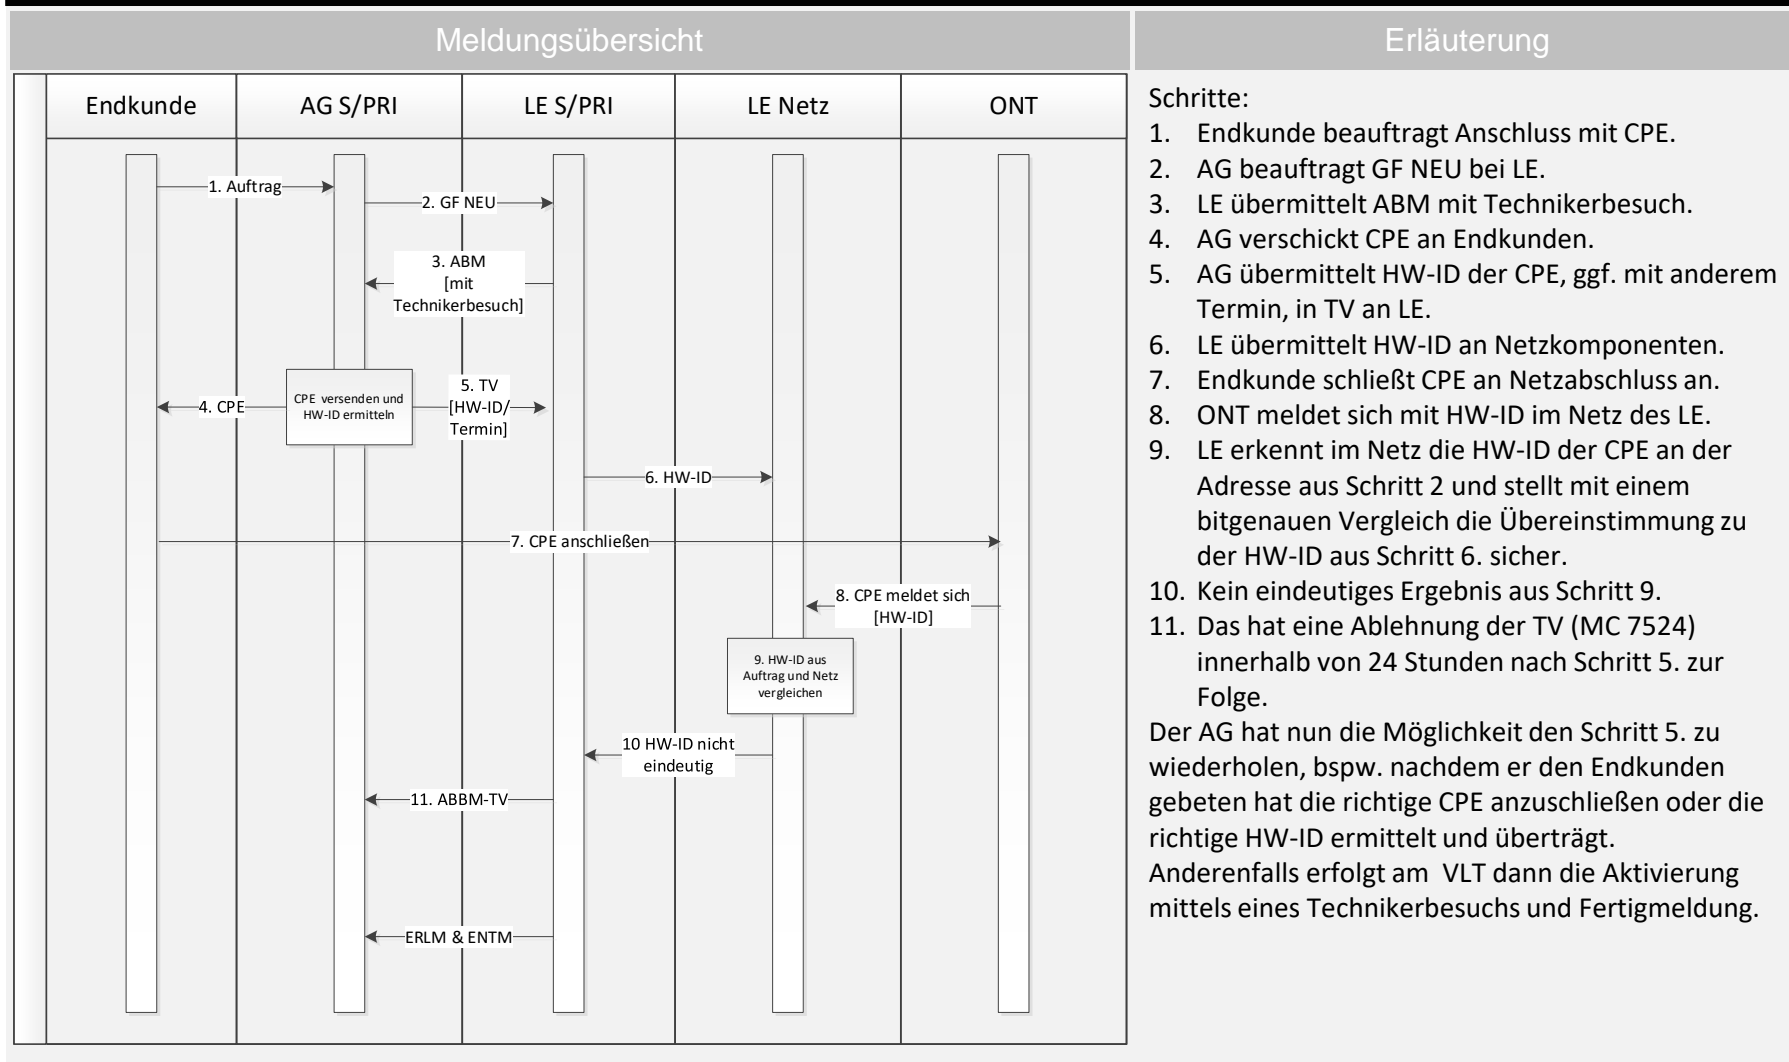 Meldungsübersicht
Erläuterung
Endkunde
AG S/PRI
LE S/PRI
LE Netz
ONT
1. Auftrag
2. GF NEU
3. ABM
[mit
Technikerbesuch]
CPE versenden und
HW-ID ermitteln
4. CPE
5. TV
[HW-ID/
Termin]
6. HW-ID
7. CPE anschließen
8. CPE meldet sich
[HW-ID]
9. HW-ID aus
Auftrag und Netz
vergleichen
10 HW-ID nicht
eindeutig
11. ABBM-TV
ERLM & ENTM
Schritte:
1. Endkunde beauftragt Anschluss mit CPE.
2. AG beauftragt GF NEU bei LE.
3. LE übermittelt ABM mit Technikerbesuch.
4. AG verschickt CPE an Endkunden.
5. AG übermittelt HW-ID der CPE, ggf. mit anderem
Termin, in TV an LE.
6. LE übermittelt HW-ID an Netzkomponenten.
7. Endkunde schließt CPE an Netzabschluss an.
8. ONT meldet sich mit HW-ID im Netz des LE.
9. LE erkennt im Netz die HW-ID der CPE an der
Adresse aus Schritt 2 und stellt mit einem
bitgenauen Vergleich die Übereinstimmung zu
der HW-ID aus Schritt 6. sicher.
10. Kein eindeutiges Ergebnis aus Schritt 9.
11. Das hat eine Ablehnung der TV (MC 7524)
innerhalb von 24 Stunden nach Schritt 5. zur
Folge.
Der AG hat nun die Möglichkeit den Schritt 5. zu
wiederholen, bspw. nachdem er den Endkunden
gebeten hat die richtige CPE anzuschließen oder die
richtige HW-ID ermittelt und überträgt.
Anderenfalls erfolgt am VLT dann die Aktivierung
mittels eines Technikerbesuchs und Fertigmeldung.